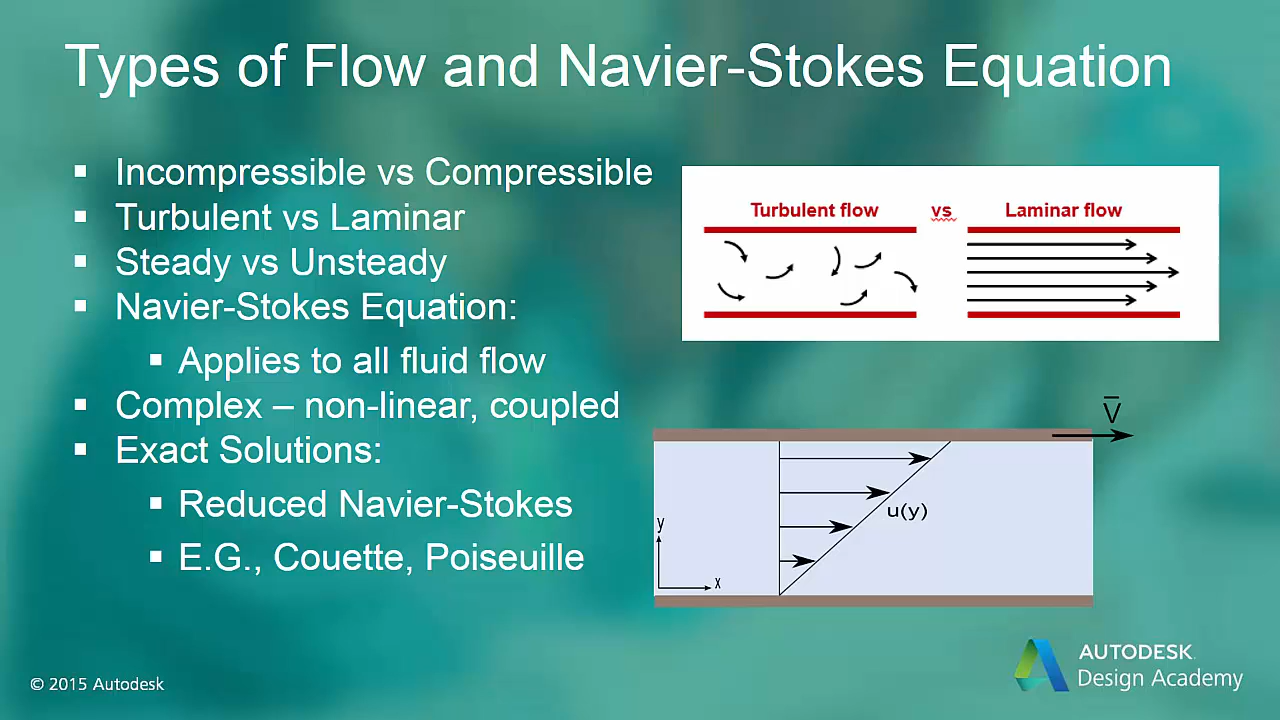 Types of Flow and Navier-Stokes Equation
▪ Incompressible vs Compressible
▪ Turbulent vs Laminar
▪ Steady vs Unsteady
▪ Navier-Stokes Equation:
▪ Applies to all fluid flow
▪ Complex – non-linear, coupled
▪ Exact Solutions:
▪ Reduced Navier-Stokes
▪ E.G., Couette, Poiseuille
Turbulent flow vs Laminar flow
V̅
u(y)
y
x
© 2015 Autodesk
AUTODESK.
Design Academy